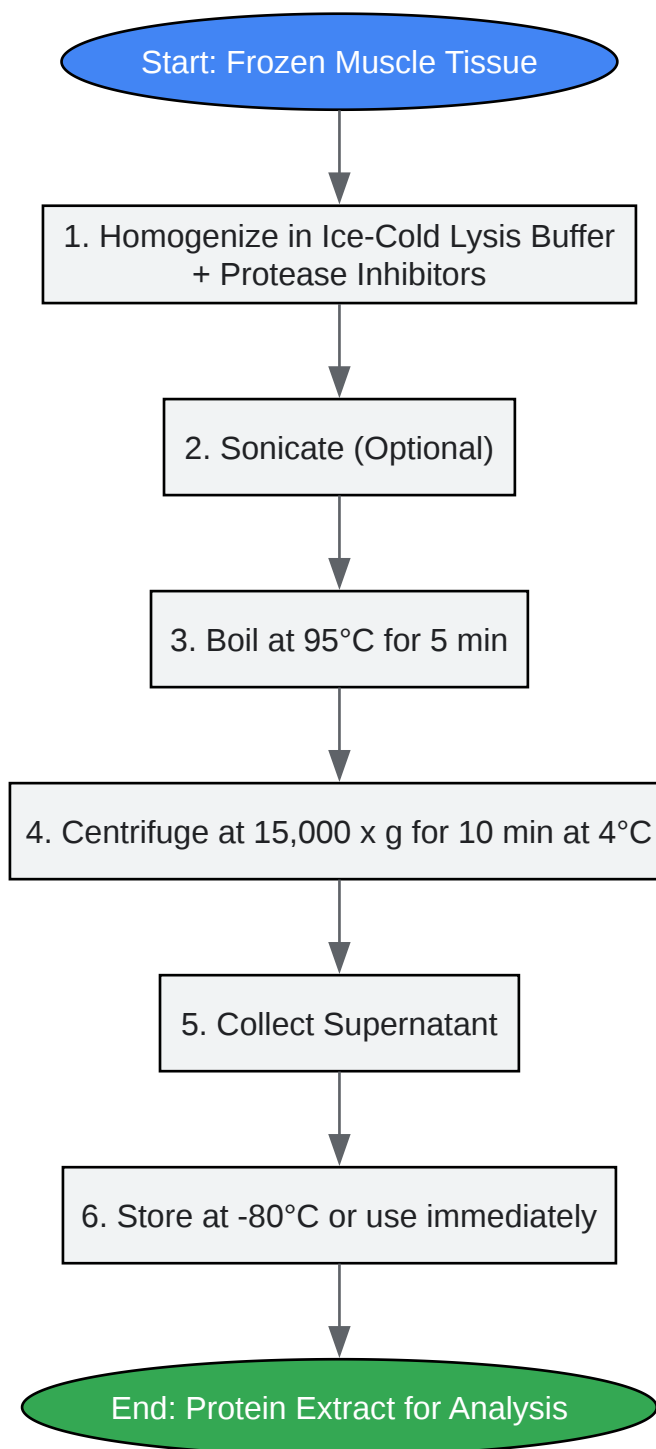 Start: Frozen Muscle Tissue
1. Homogenize in Ice-Cold Lysis Buffer
+ Protease Inhibitors
2. Sonicate (Optional)
3. Boil at 95°C for 5 min
4. Centrifuge at 15,000 x g for 10 min at 4°C
5. Collect Supernatant
6. Store at -80°C or use immediately
End: Protein Extract for Analysis